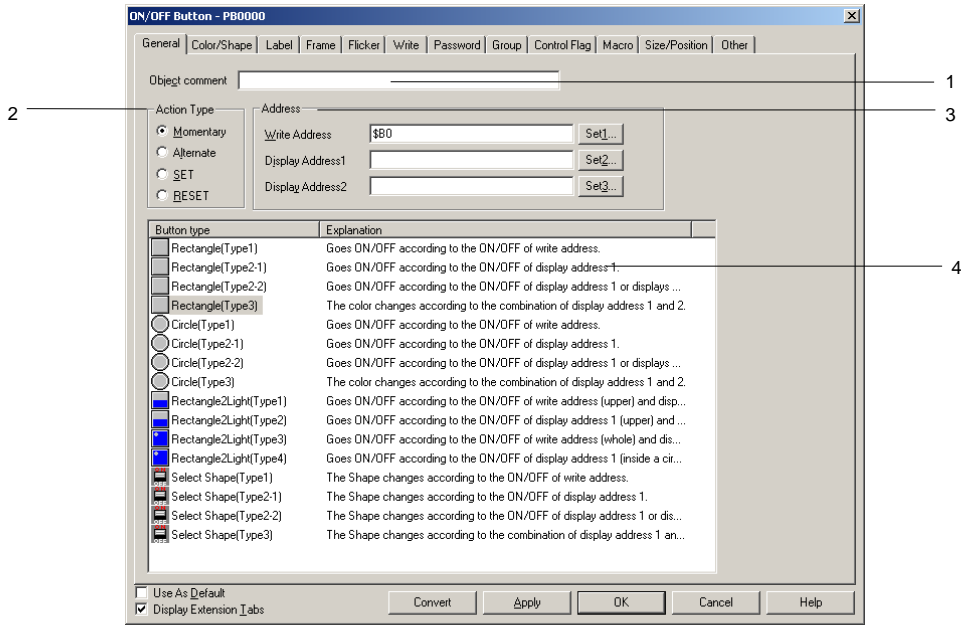 ON/OFF Button - PB0000
General Color/Shape Label Frame Flicker Write Password Group Control Flag Macro Size/Position Other
Object comment
1
2
Action Type
Momentary
Alternate
SET
RESET
Address
3
Write Address $B0 Set1...
Display Address1 Set2...
Display Address2 Set3...
Button type Explanation
Rectangle(Type1) Goes ON/OFF according to the ON/OFF of write address.
Rectangle(Type2-1) Goes ON/OFF according to the ON/OFF of display address 1.
4
Rectangle(Type2-2) Goes ON/OFF according to the ON/OFF of display address 1 or displays ...
Rectangle(Type3) The color changes according to the combination of display address 1 and 2.
Circle(Type1) Goes ON/OFF according to the ON/OFF of write address.
Circle(Type2-1) Goes ON/OFF according to the ON/OFF of display address 1.
Circle(Type2-2) Goes ON/OFF according to the ON/OFF of display address 1 or displays ...
Circle(Type3) The color changes according to the combination of display address 1 and 2.
Rectangle2Light(Type1) Goes ON/OFF according to the ON/OFF of write address (upper) and disp...
Rectangle2Light(Type2) Goes ON/OFF according to the ON/OFF of display address 1 (upper) and ...
Rectangle2Light(Type3) Goes ON/OFF according to the ON/OFF of write address (whole) and dis...
Rectangle2Light(Type4) Goes ON/OFF according to the ON/OFF of display address 1 (inside a cir...
Select Shape(Type1) The Shape changes according to the ON/OFF of write address.
Select Shape(Type2-1) The Shape changes according to the ON/OFF of display address 1.
Select Shape(Type2-2) The Shape changes according to the ON/OFF of display address 1 or dis...
Select Shape(Type3) The Shape changes according to the combination of display address 1 an...
Use As Default
Display Extension Tabs
Convert Apply OK Cancel Help